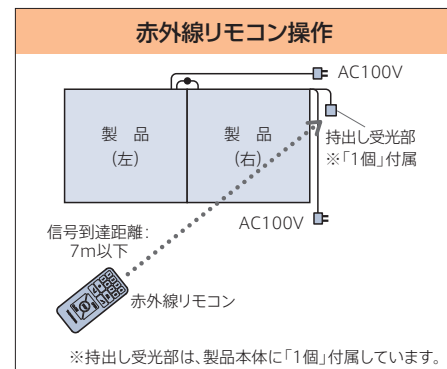 赤外線リモコン操作
AC100V
製 品
(左)
製 品
(右)
持出し受光部
※「1個」付属
AC100V
信号到達距離:
7m以下
赤外線リモコン
※持出し受光部は、製品本体に「1個」付属しています。